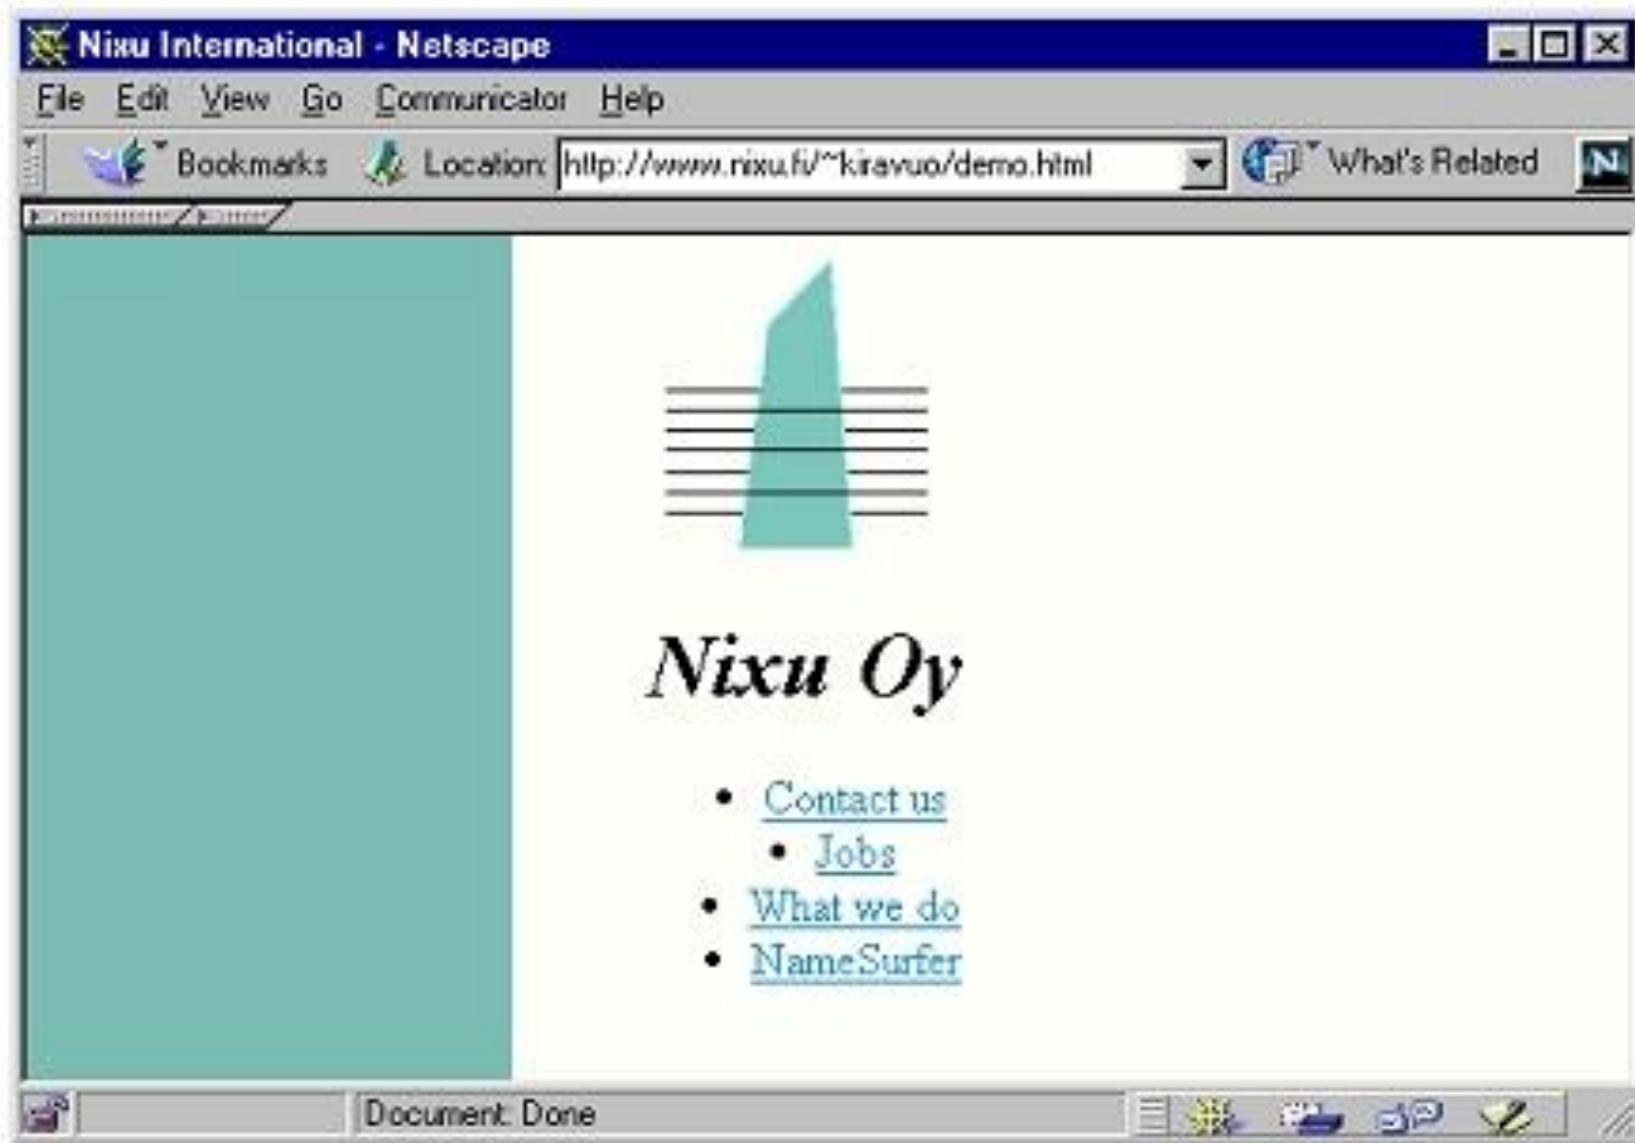 Nixu International - Netscape
File Edit View Go Communicator Help
Bookmarks Location: http://www.nixu.fi/~kiravuo/demo.html What's Related N
Nixu Oy
• Contact us
• Jobs
• What we do
• NameSurfer
Document: Done